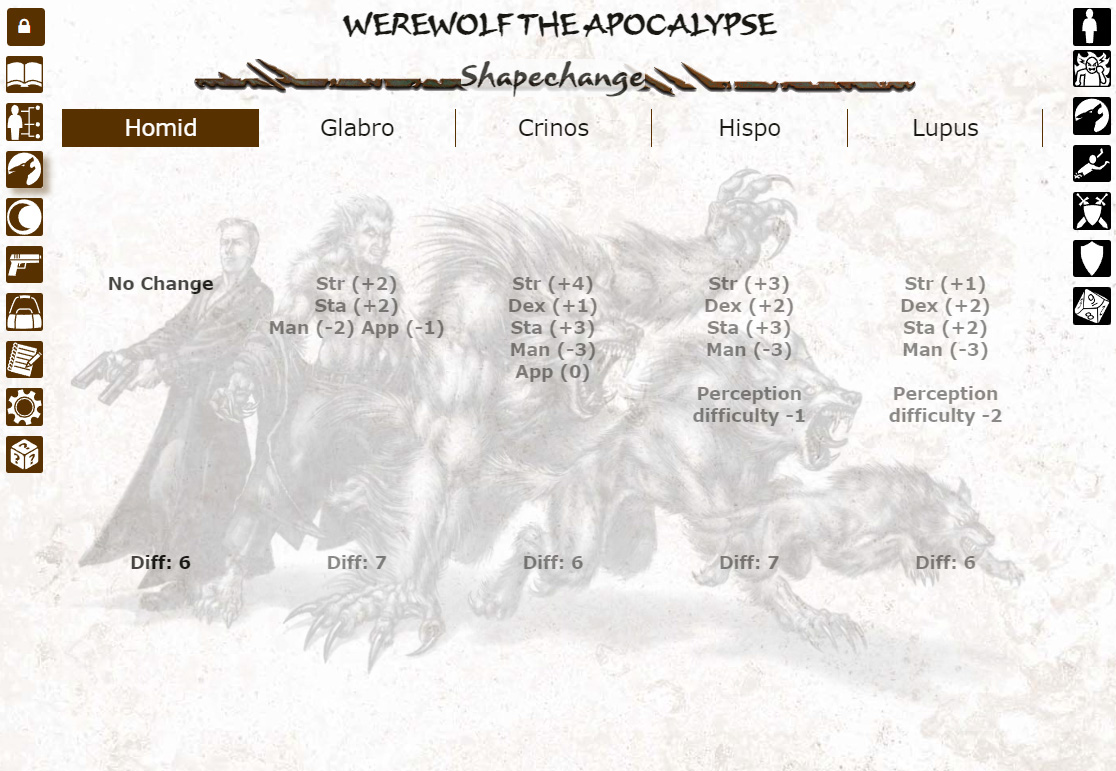 WEREWOLF THE APOCALYPSE
Shapechange
Homid
Glabro
Crinos
Hispo
Lupus
No Change
Diff: 6
Str (+2)
Sta (+2)
Man (-2) App (-1)
Diff: 7
Str (+4)
Dex (+1)
Sta (+3)
Man (-3)
App (0)
Diff: 6
Str (+3)
Dex (+2)
Sta (+3)
Man (-3)
Perception
difficulty -1
Diff: 7
Str (+1)
Dex (+2)
Sta (+2)
Man (-3)
Perception
difficulty -2
Diff: 6